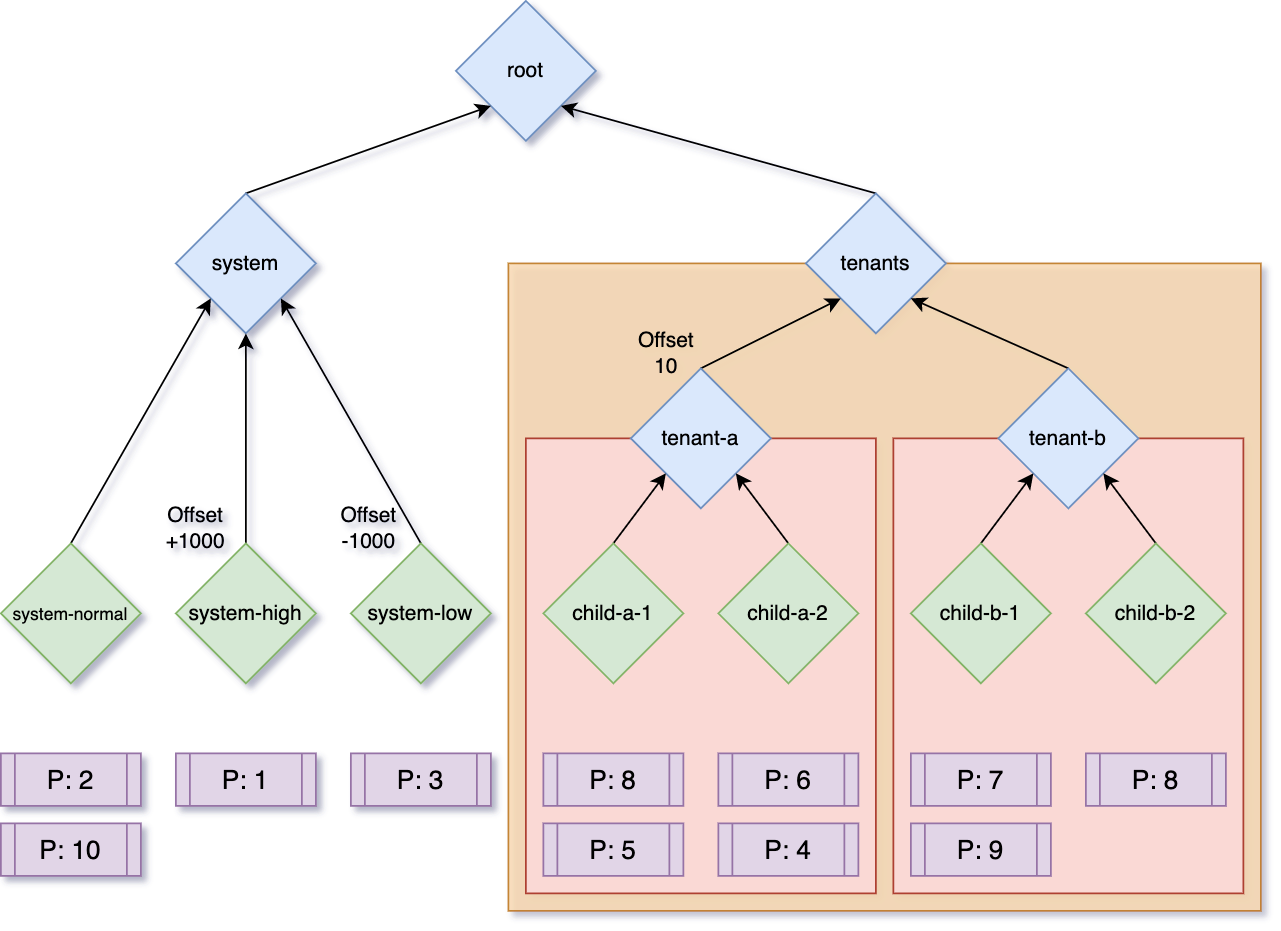 root
system
tenants
Offset
10
tenant-a
tenant-b
Offset
+1000
Offset
-1000
system-normal
system-high
system-low
child-a-1
child-a-2
child-b-1
child-b-2
P: 2
P: 1
P: 3
P: 8
P: 6
P: 7
P: 8
P: 10
P: 5
P: 4
P: 9